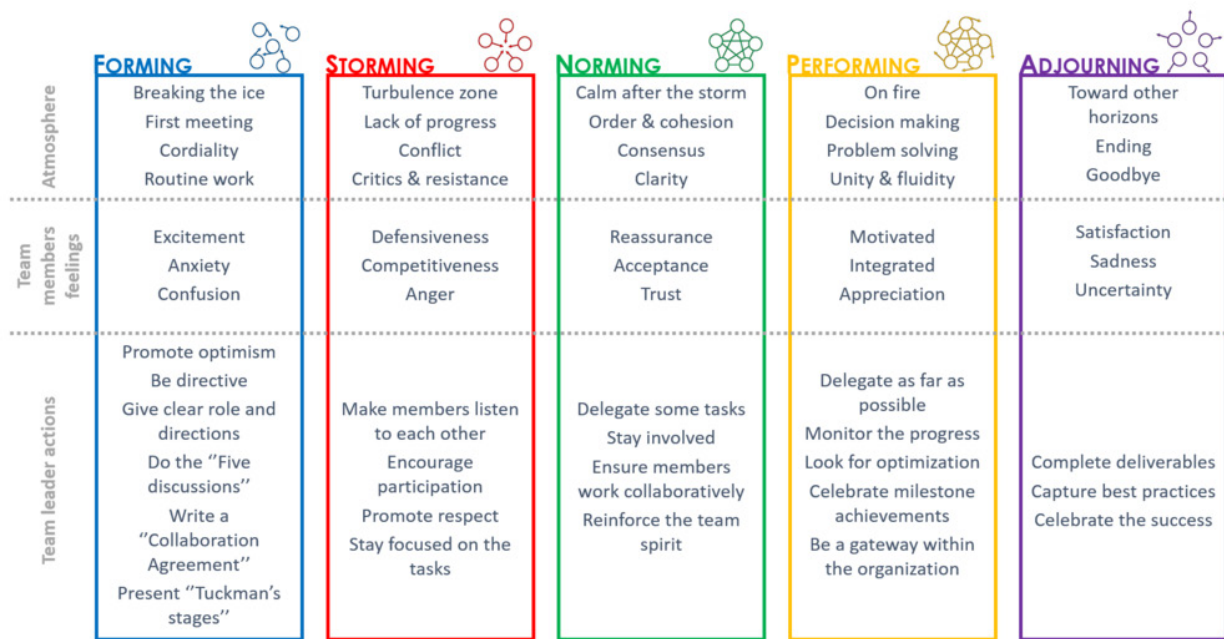 FORMING
STORMING
NORMING
PERFORMING
ADJOURNING
Atmosphere
Breaking the ice
First meeting
Cordiality
Routine work
Turbulence zone
Lack of progress
Conflict
Critics & resistance
Calm after the storm
Order & cohesion
Consensus
Clarity
On fire
Decision making
Problem solving
Unity & fluidity
Toward other
horizons
Ending
Goodbye
Team
members
feelings
Excitement
Anxiety
Confusion
Defensiveness
Competitiveness
Anger
Reassurance
Acceptance
Trust
Motivated
Integrated
Appreciation
Satisfaction
Sadness
Uncertainty
Team leader actions
Promote optimism
Be directive
Give clear role and
directions
Do the ‘‘Five
discussions’’
Write a
‘‘Collaboration
Agreement’’
Present ‘‘Tuckman’s
stages’’
Make members listen
to each other
Encourage
participation
Promote respect
Stay focused on the
tasks
Delegate some tasks
Stay involved
Ensure members
work collaboratively
Reinforce the team
spirit
Delegate as far as
possible
Monitor the progress
Look for optimization
Celebrate milestone
achievements
Be a gateway within
the organization
Complete deliverables
Capture best practices
Celebrate the success